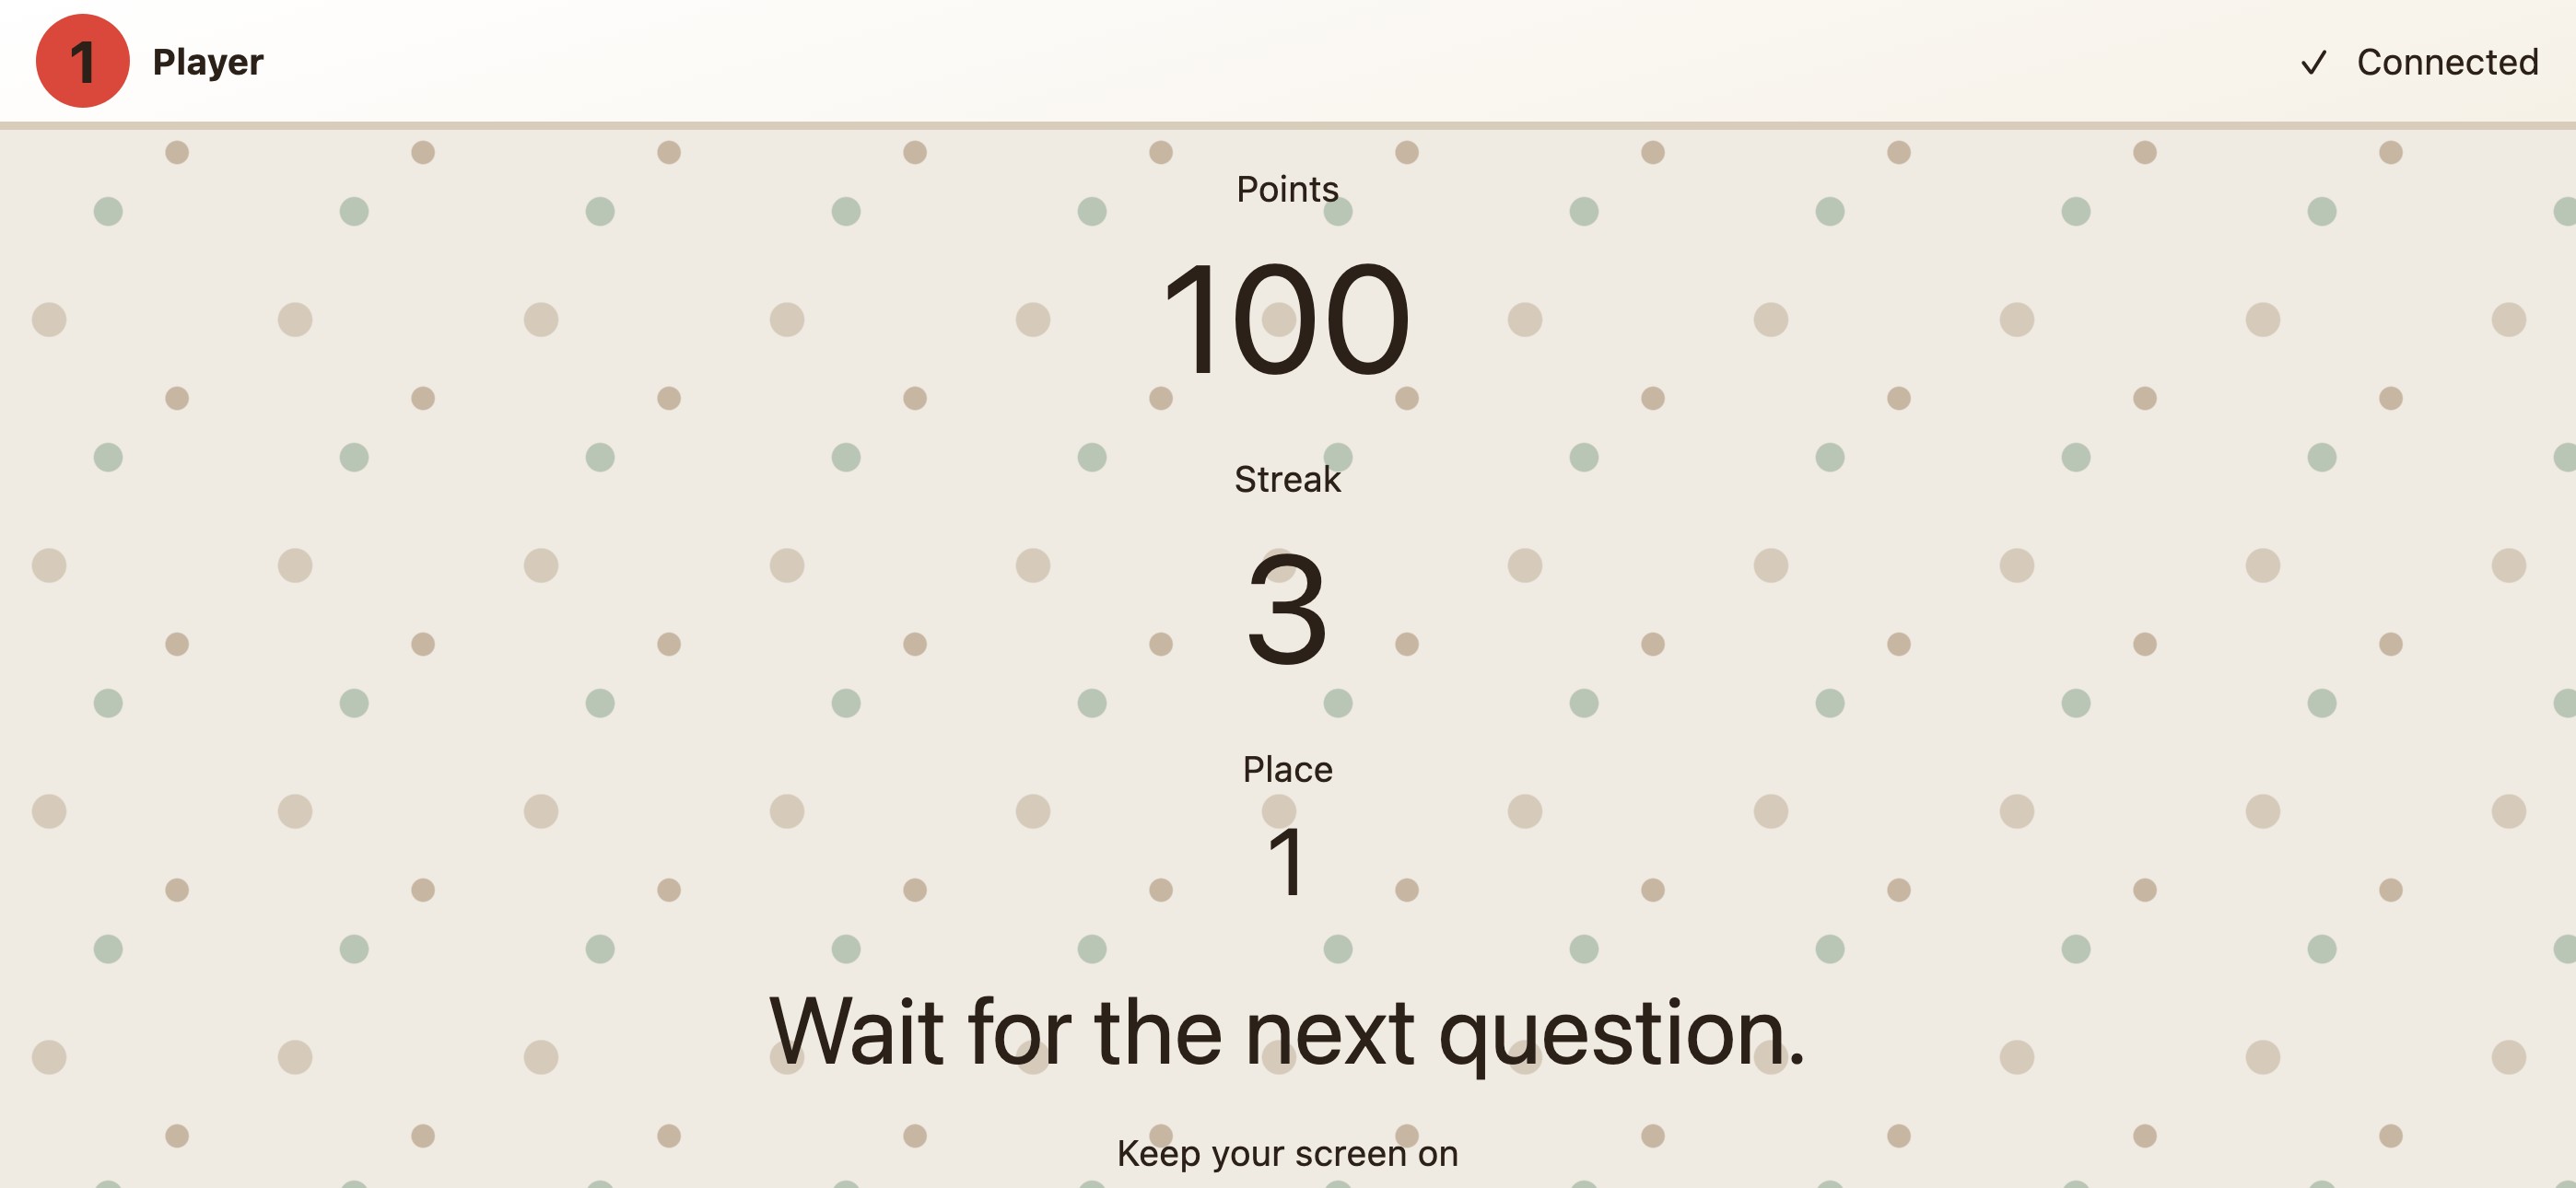 1 Player
✓ Connected
Points
100
Streak
3
Place
1
Wait for the next question.
Keep your screen on